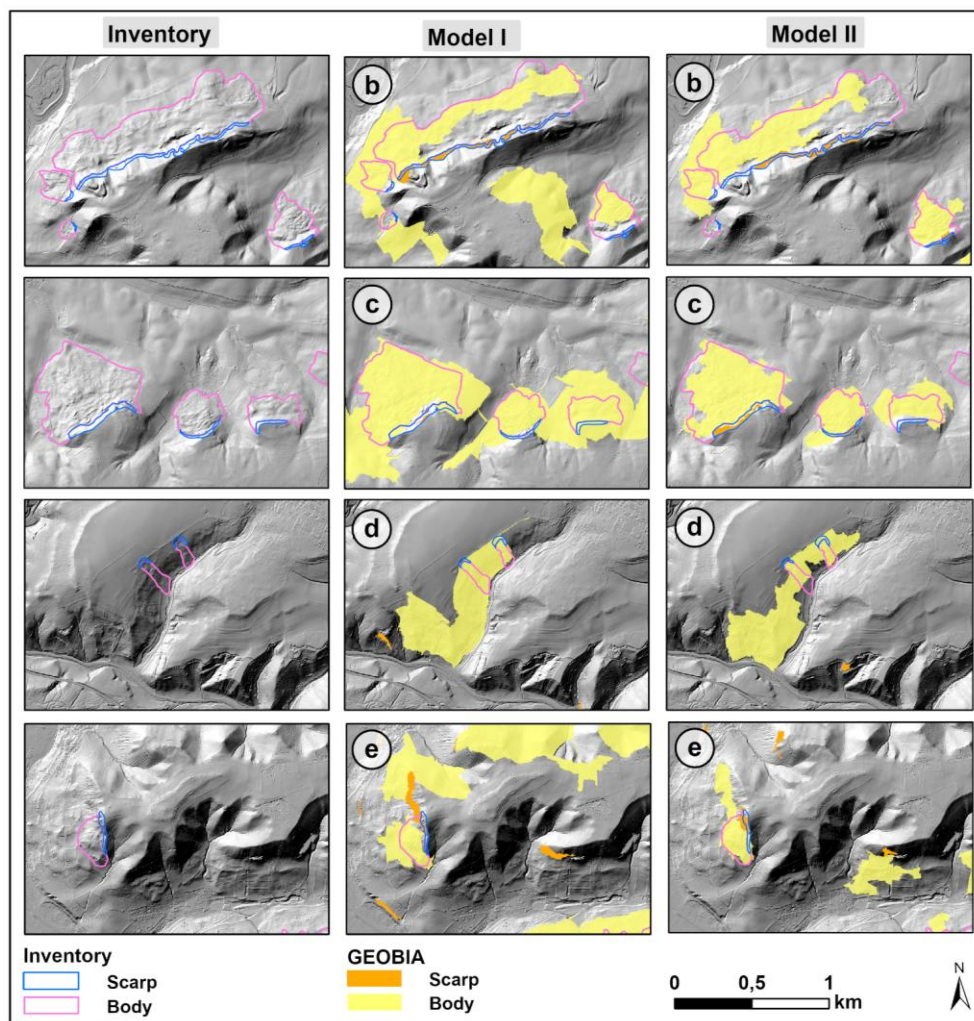 Inventory Model I Model II
b b
c c
d d
e e
Inventory GEOBIA
Scarp Scarp 0 0,5 1
Body Body km
N